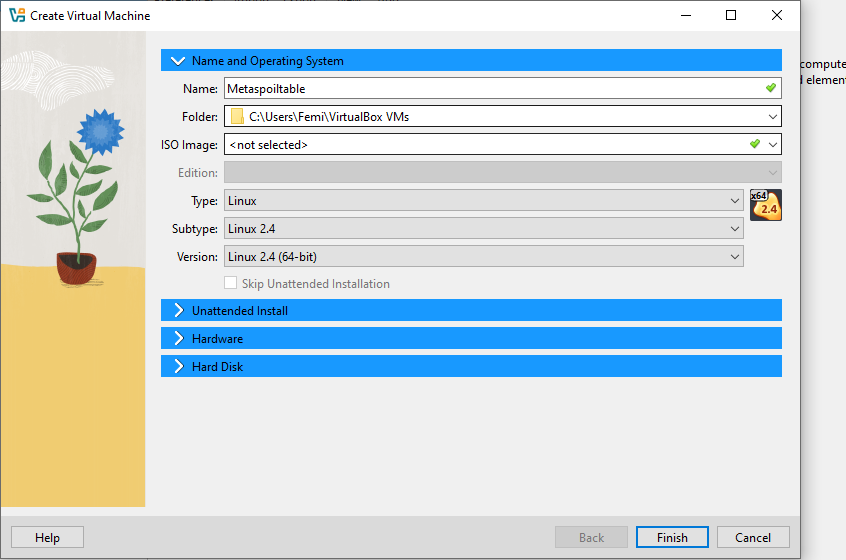 Create Virtual Machine
Name and Operating System
Name: Metaspoiltable
Folder: C:\Users\Femi\VirtualBox VMs
ISO Image: <not selected>
Edition:
Type: Linux
x64
2.4
Subtype: Linux 2.4
Version: Linux 2.4 (64-bit)
Skip Unattended Installation
Unattended Install
Hardware
Hard Disk
Help
Back
Finish
Cancel
compute
elemen